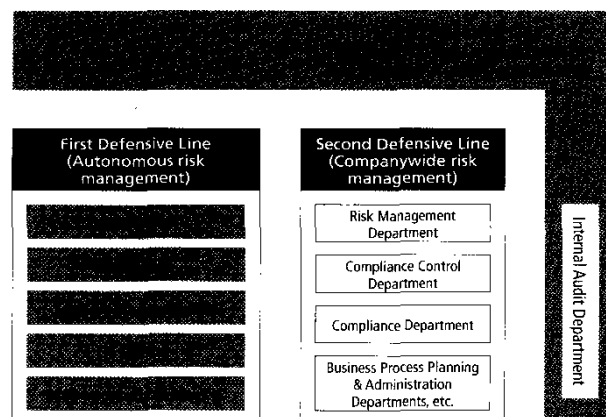 First Defensive Line
(Autonomous risk
management)
Second Defensive Line
(Companywide risk
management)
Risk Management
Department
Compliance Control
Department
Compliance Department
Business Process Planning
& Administration
Departments, etc.
Internal Audit Department